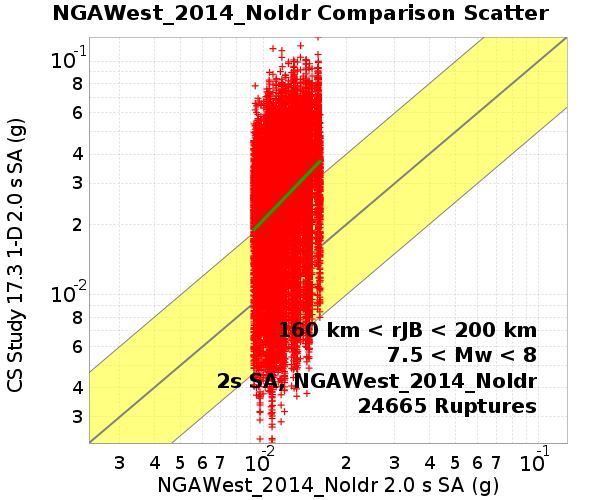 NGAWest_2014_NoIdr Comparison Scatter
10-1
8
6
4
3
2
10-2
8
6
4
3
CS Study 17.3 1-D 2.0 s SA (g)
160 km < rJB < 200 km
7.5 < Mw < 8
2s SA, NGAWest_2014_NoIdr
24665 Ruptures
3 4 5 6 7 10-2 2 3 4 5 6 7 10-1
NGAWest_2014_NoIdr 2.0 s SA (g)